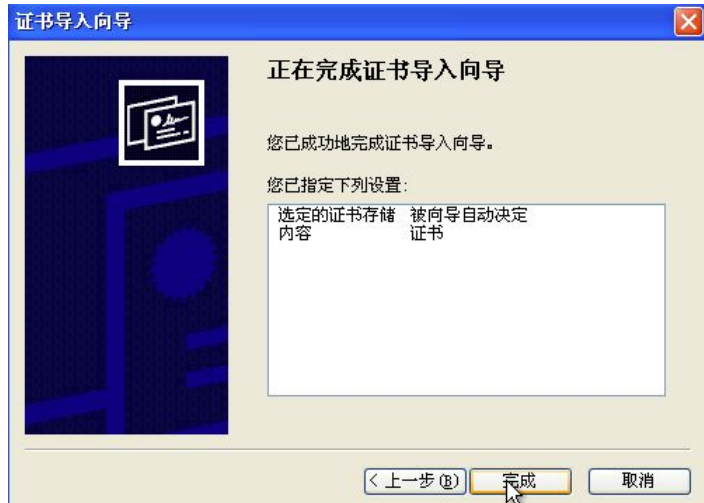 证书导入向导
正在完成证书导入向导
您已成功地完成证书导入向导。
您已指定下列设置:
选定的证书存储 被向导自动决定
内容 证书
< 上一步(B) 完成 取消